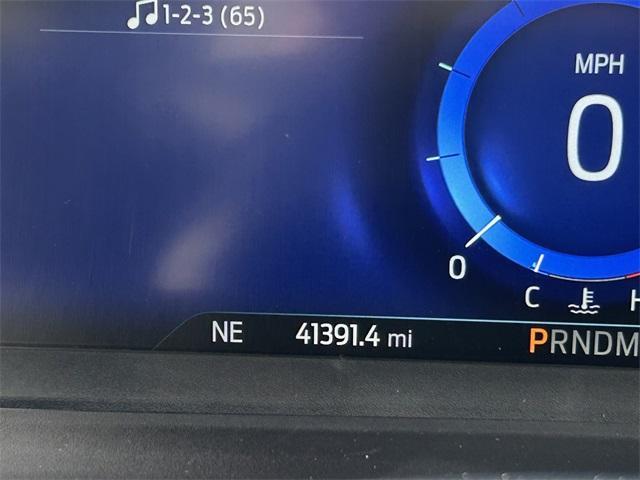 1-2-3 (65)
MPH
0
0
C H
NE 41391.4 mi PRNDM